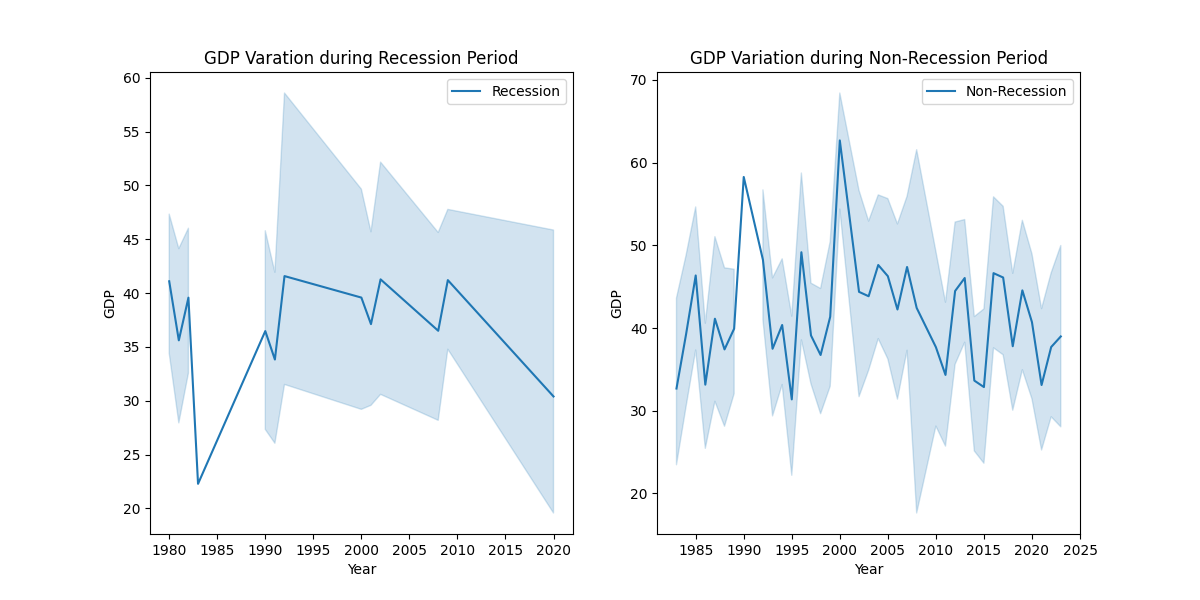 GDP Varation during Recession Period
Recession
60
55
50
45
40
35
30
25
20
GDP
1980 1985 1990 1995 2000 2005 2010 2015 2020
Year
GDP Variation during Non-Recession Period
Non-Recession
70
60
50
40
30
20
GDP
1985 1990 1995 2000 2005 2010 2015 2020 2025
Year